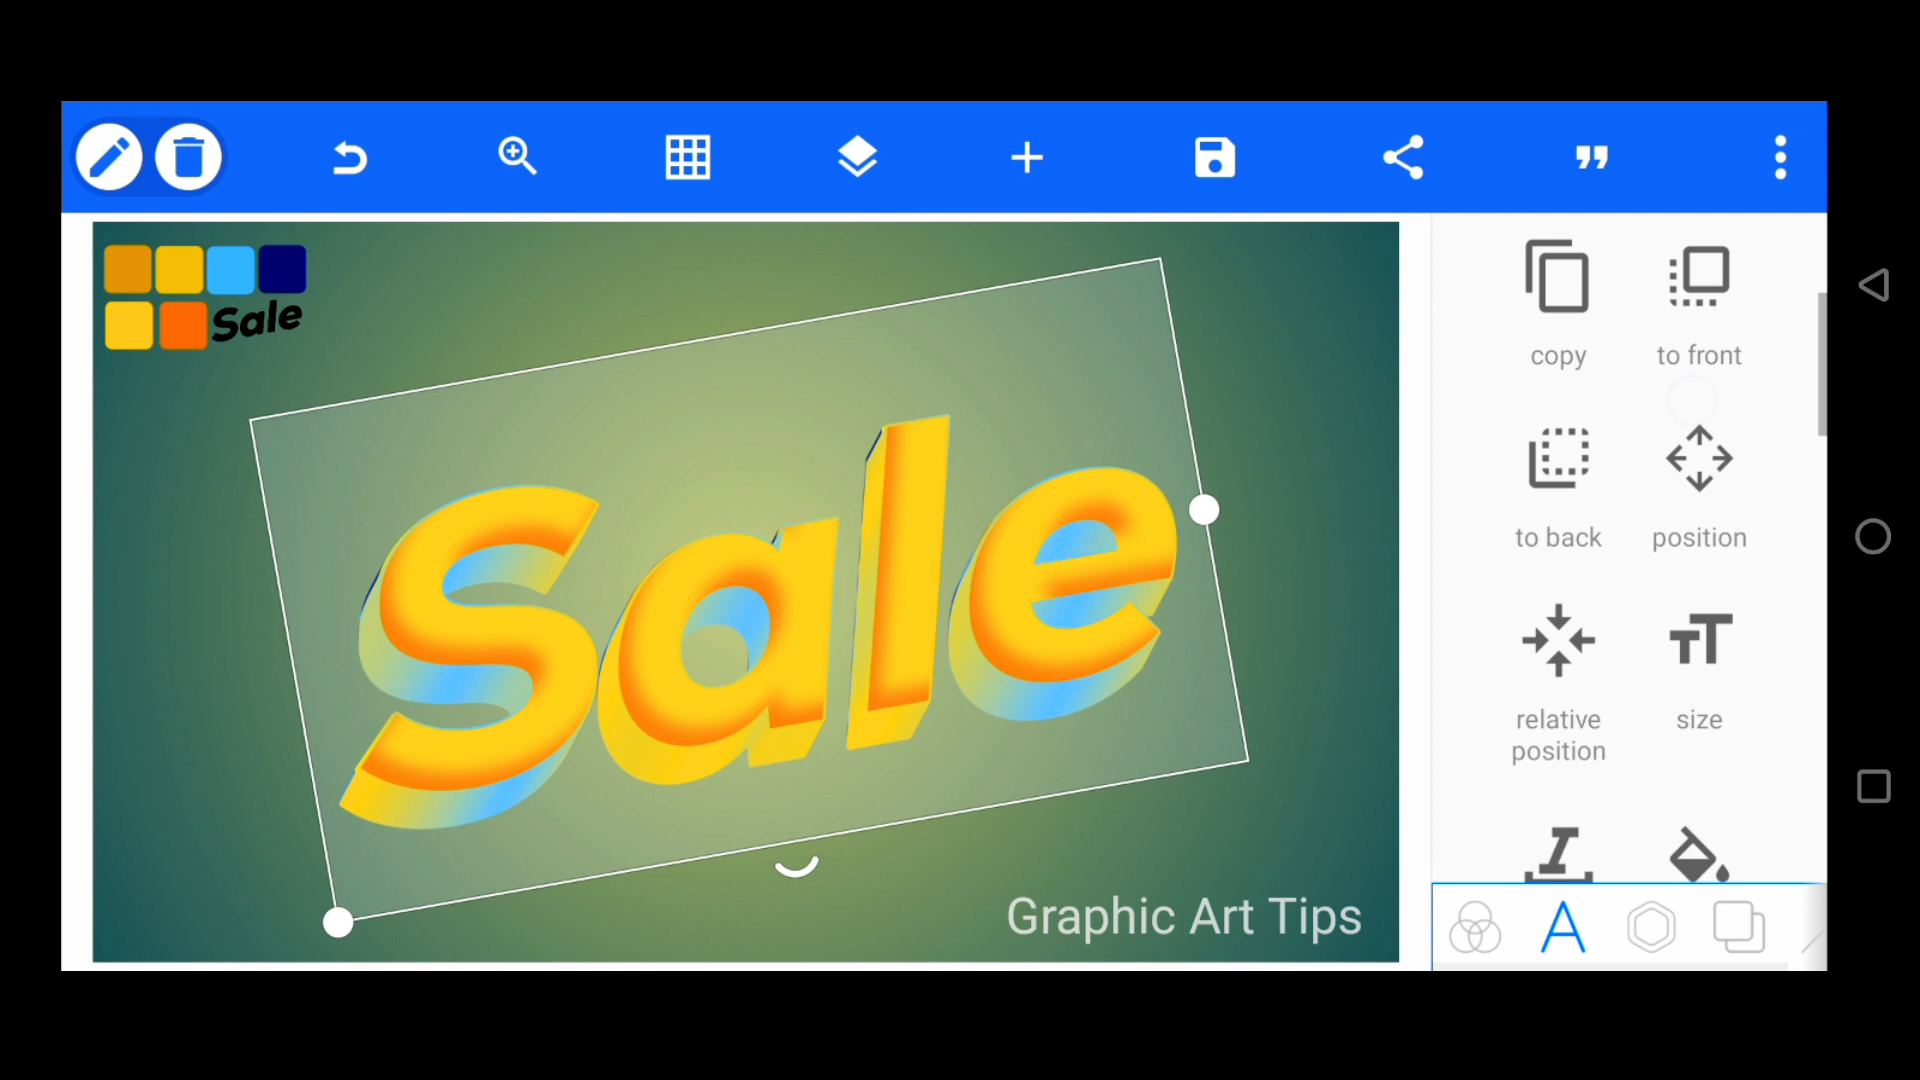 Sale
Sale
Graphic Art Tips
copy
to front
to back
position
relative
position
size